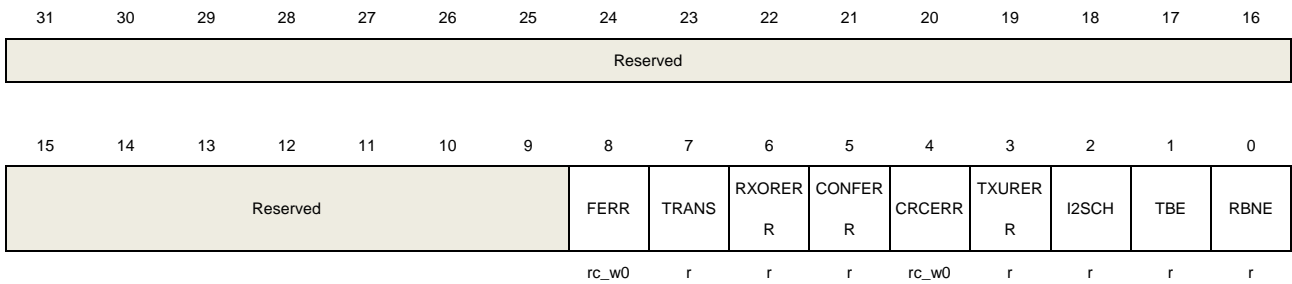 31 30 29 28 27 26 25 24 23 22 21 20 19 18 17 16
Reserved
15 14 13 12 11 10 9 8 7 6 5 4 3 2 1 0
Reserved FERR TRANS RXORER R CONFER R CRCERR TXURER R I2SCH TBE RBNE
rc_w0 r r r rc_w0 r r r r